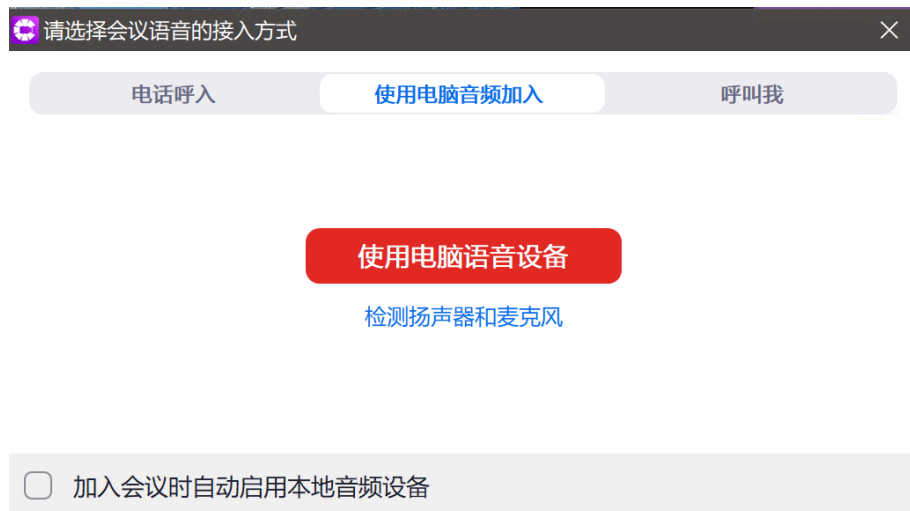 请选择会议语音的接入方式
电话呼入 使用电脑音频加入 呼叫我
使用电脑语音设备
检测扬声器和麦克风
加入会议时自动启用本地音频设备